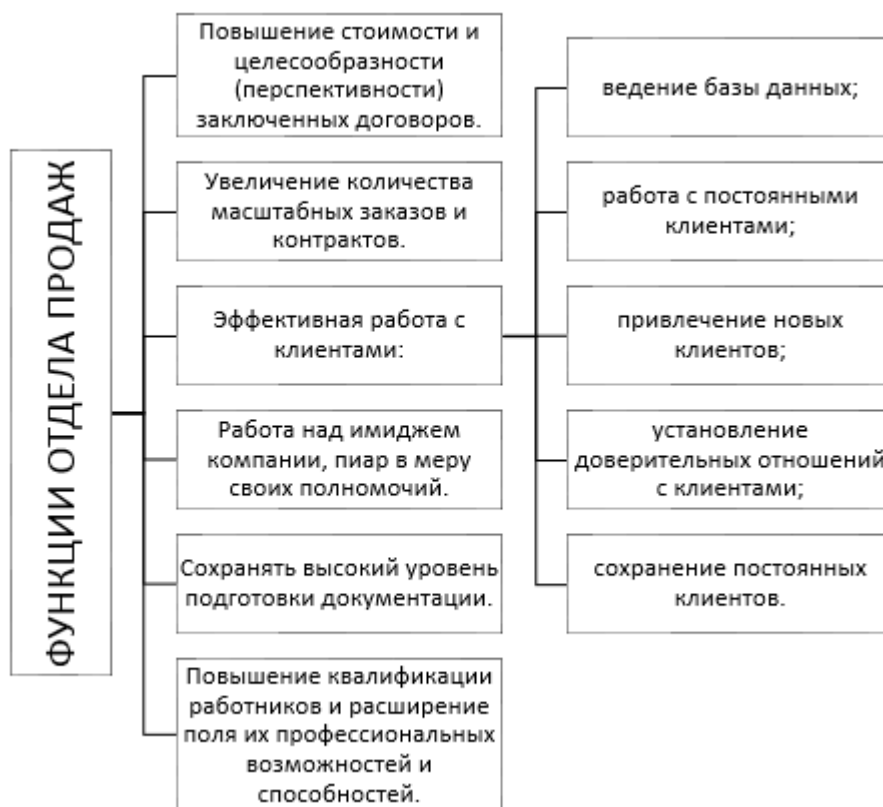 ФУНКЦИИ ОТДЕЛА ПРОДАЖ
Повышение стоимости и
целесообразности
(перспективности)
заключенных договоров.
Увеличение количества
масштабных заказов и
контрактов.
Эффективная работа с
клиентами:
Работа над имиджем
компании, пиар в меру
своих полномочий.
Сохранять высокий уровень
подготовки документации.
Повышение квалификации
работников и расширение
поля их профессиональных
возможностей и
способностей.
ведение базы данных;
работа с постоянными
клиентами;
привлечение новых
клиентов;
установление
доверительных отношений
с клиентами;
сохранение постоянных
клиентов.